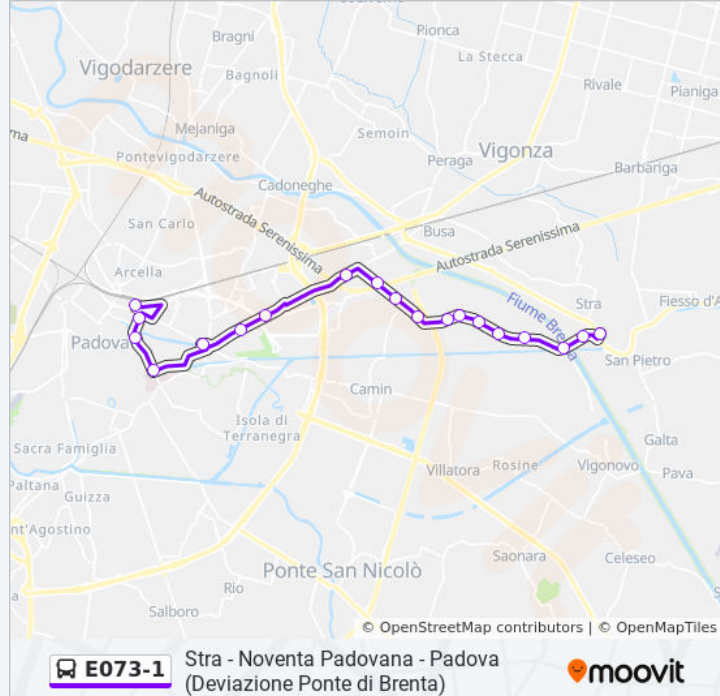 Pionca
Bragni
La Stecca
Vigodarzere
Bagnoli
Rivale
Pianiga
Mejaniga
Semoin
Vigonza
Pontevigodarzere
Peraga
Barbariga
Cadoneghe
Autostrada Serenissima
San Carlo
Busa
Autostrada Serenissima
Arcella
Fiume Brenta
Stra
Fiesso d'A
Padova
San Pietro
Camin
Isola di
Terranegra
Galta
Sacra Famiglia
Villatora
Rosine
Vigonovo
Pava
Paltana
Guizza
nt'Agostino
Saonara
Celeseo
Ponte San Nicolò
Rio
Salboro
© OpenStreetMap contributors | © OpenMapTiles
E073-1
Stra - Noventa Padovana - Padova
(Deviazione Ponte di Brenta)
moovit